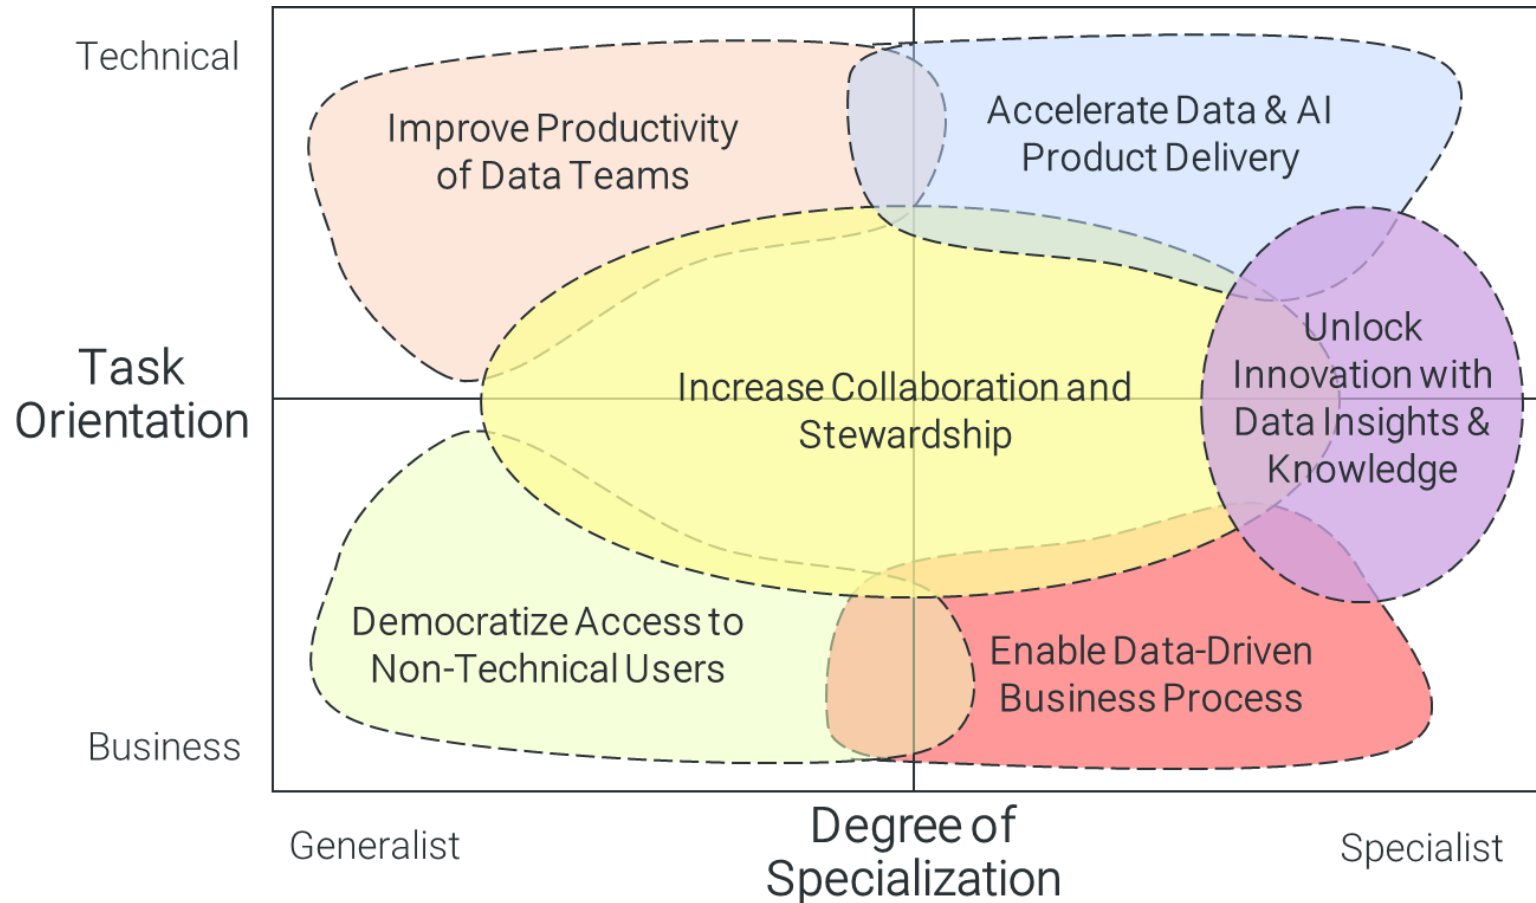 Technical
Improve Productivity
of Data Teams
Accelerate Data & AI
Product Delivery
Task
Orientation
Increase Collaboration and
Stewardship
Unlock
Innovation with
Data Insights &
Knowledge
Democratize Access to
Non-Technical Users
Enable Data-Driven
Business Process
Business
Generalist
Degree of
Specialization
Specialist